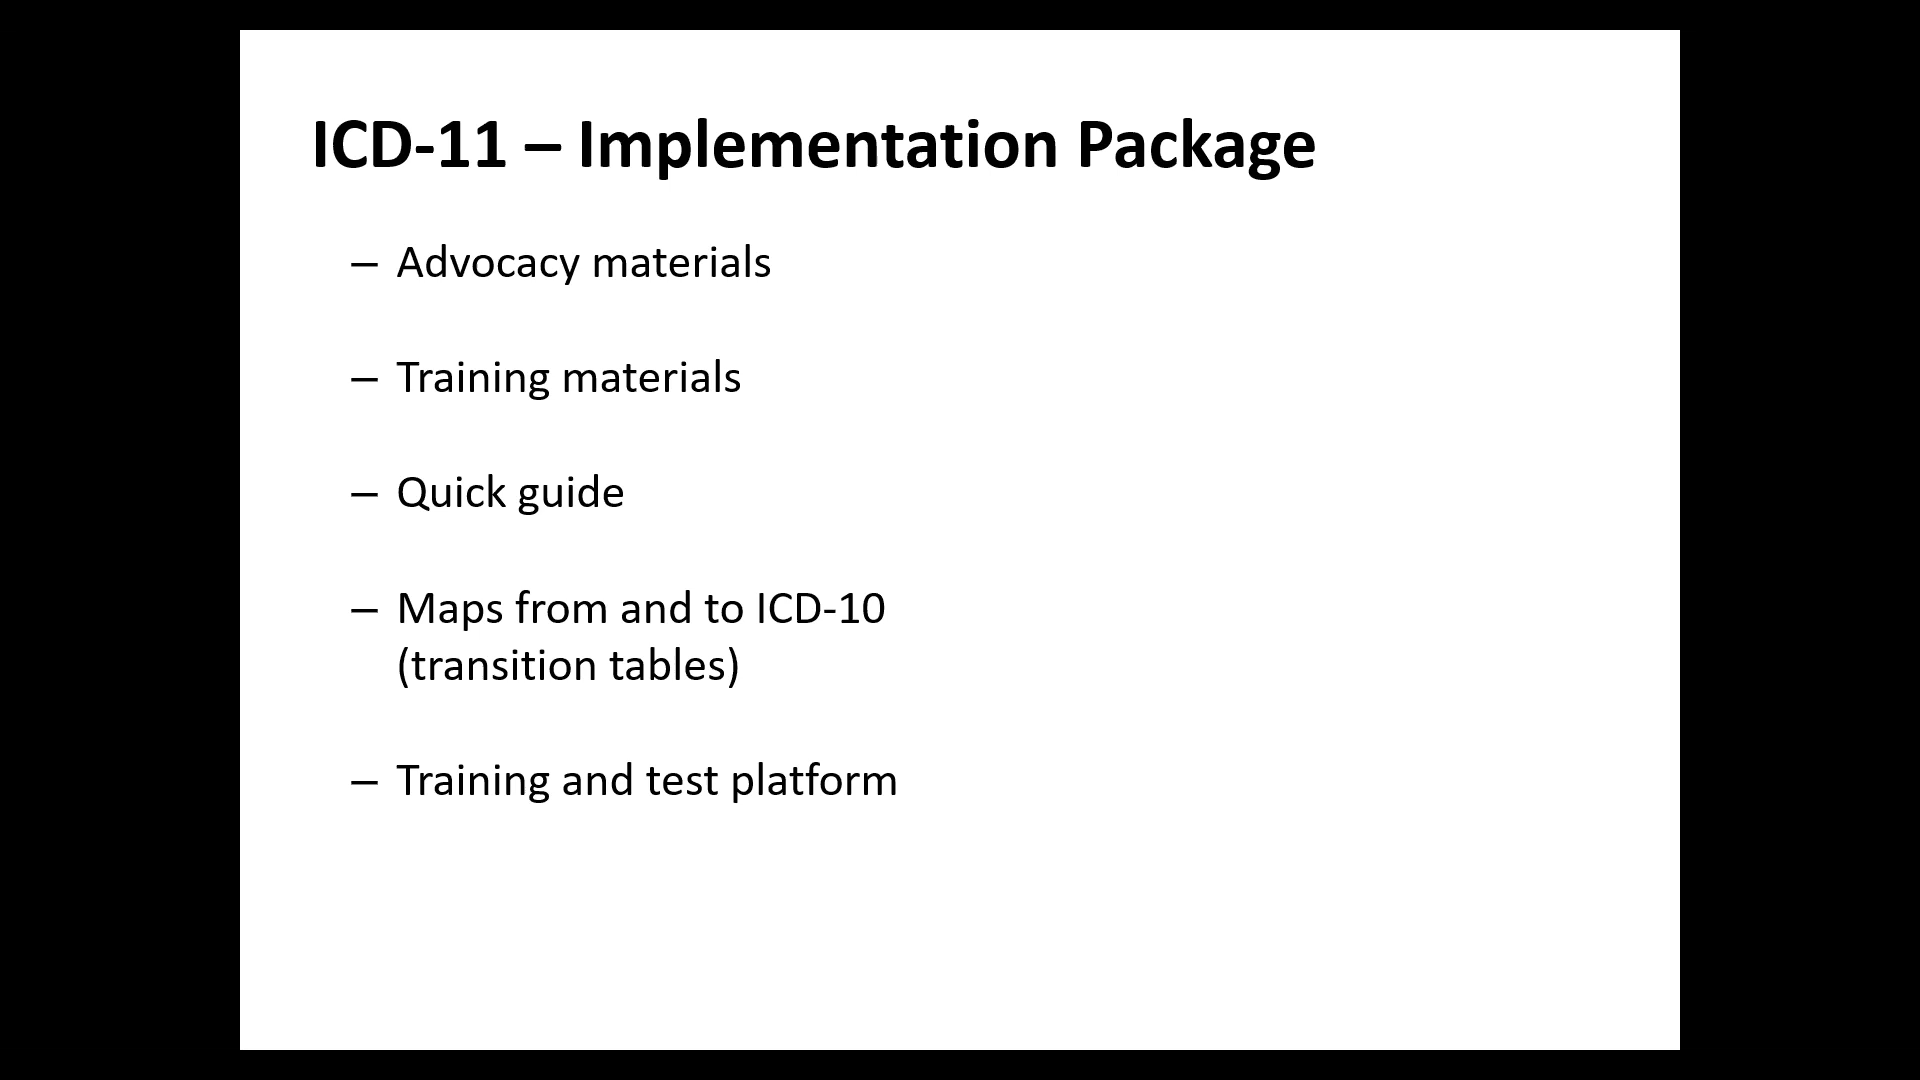 ICD-11 – Implementation Package
– Advocacy materials
– Training materials
– Quick guide
– Maps from and to ICD-10
(transition tables)
– Training and test platform